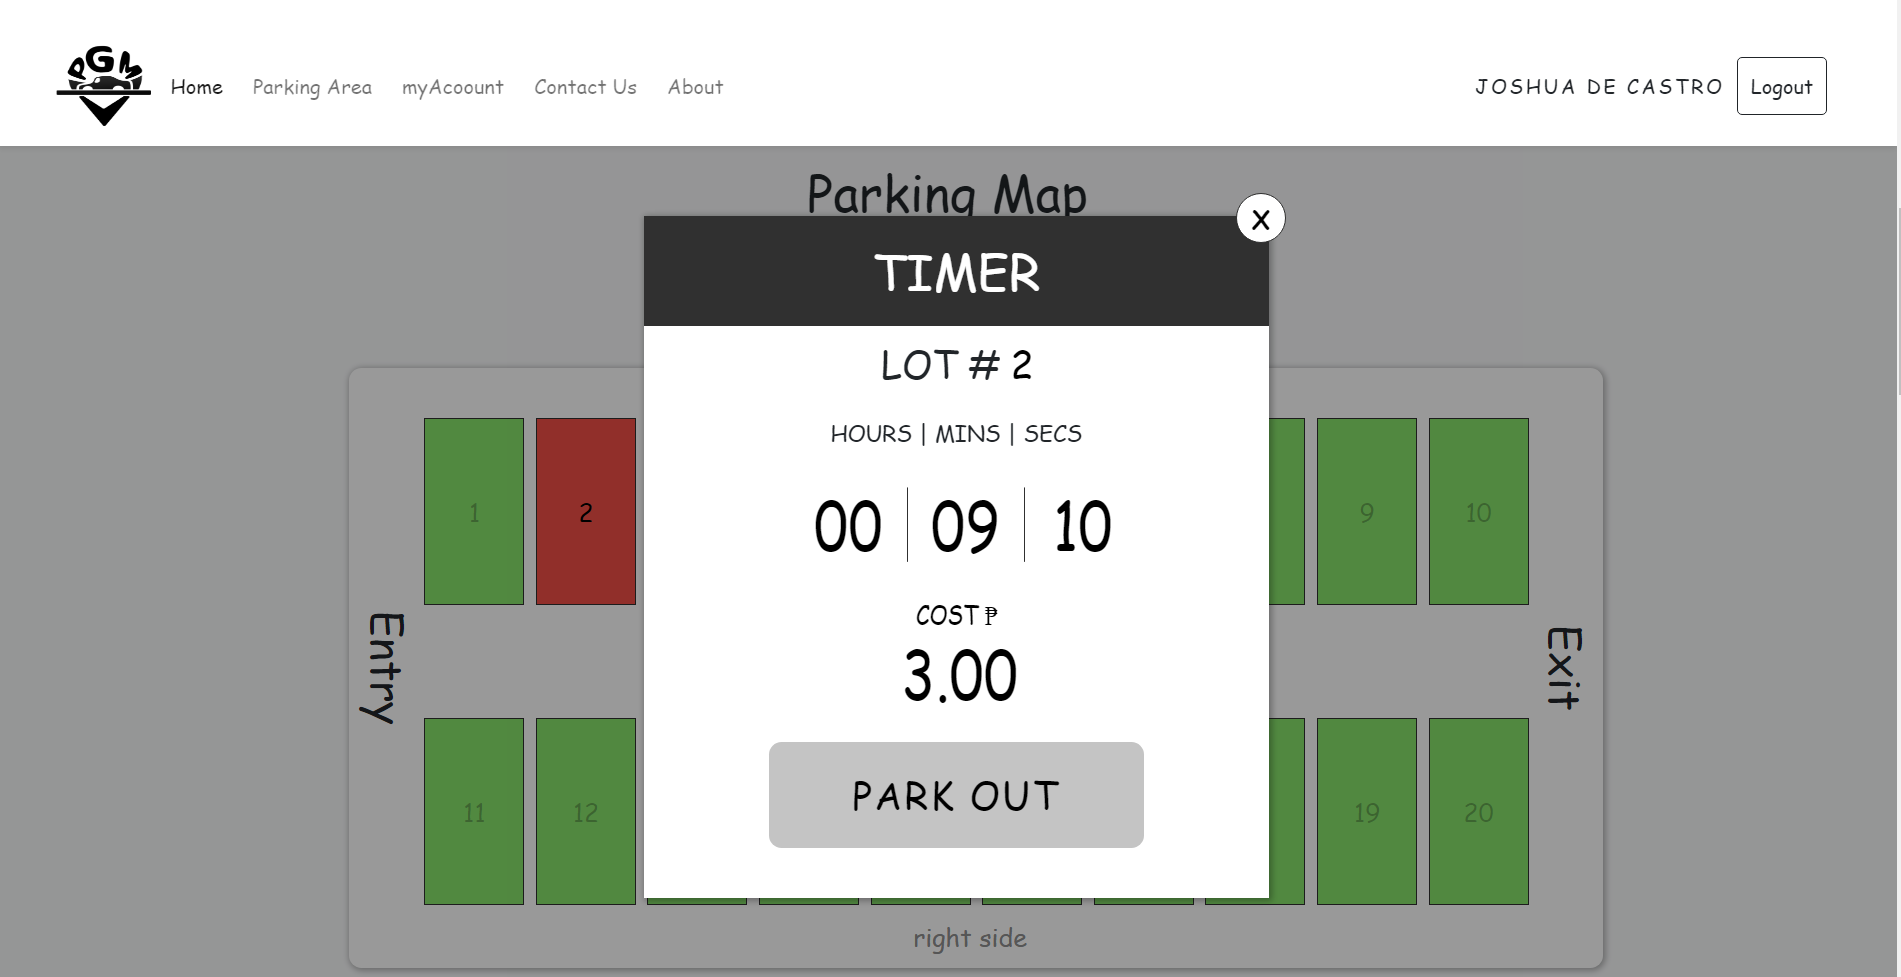 PGM
Home Parking Area myAcoount Contact Us About JOSHUA DE CASTRO Logout
Parking Map
X
TIMER
LOT # 2
HOURS | MINS | SECS
00 09 10
COST ₱
3.00
PARK OUT
1 2 9 10
Entry
Exit
11 12 19 20
right side